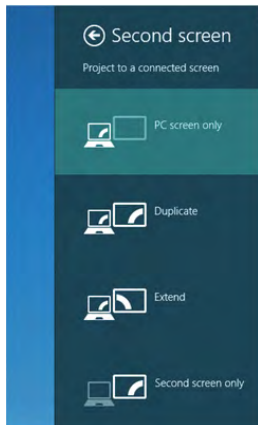 Second screen
Project to a connected screen
PC screen only
Duplicate
Extend
Second screen only